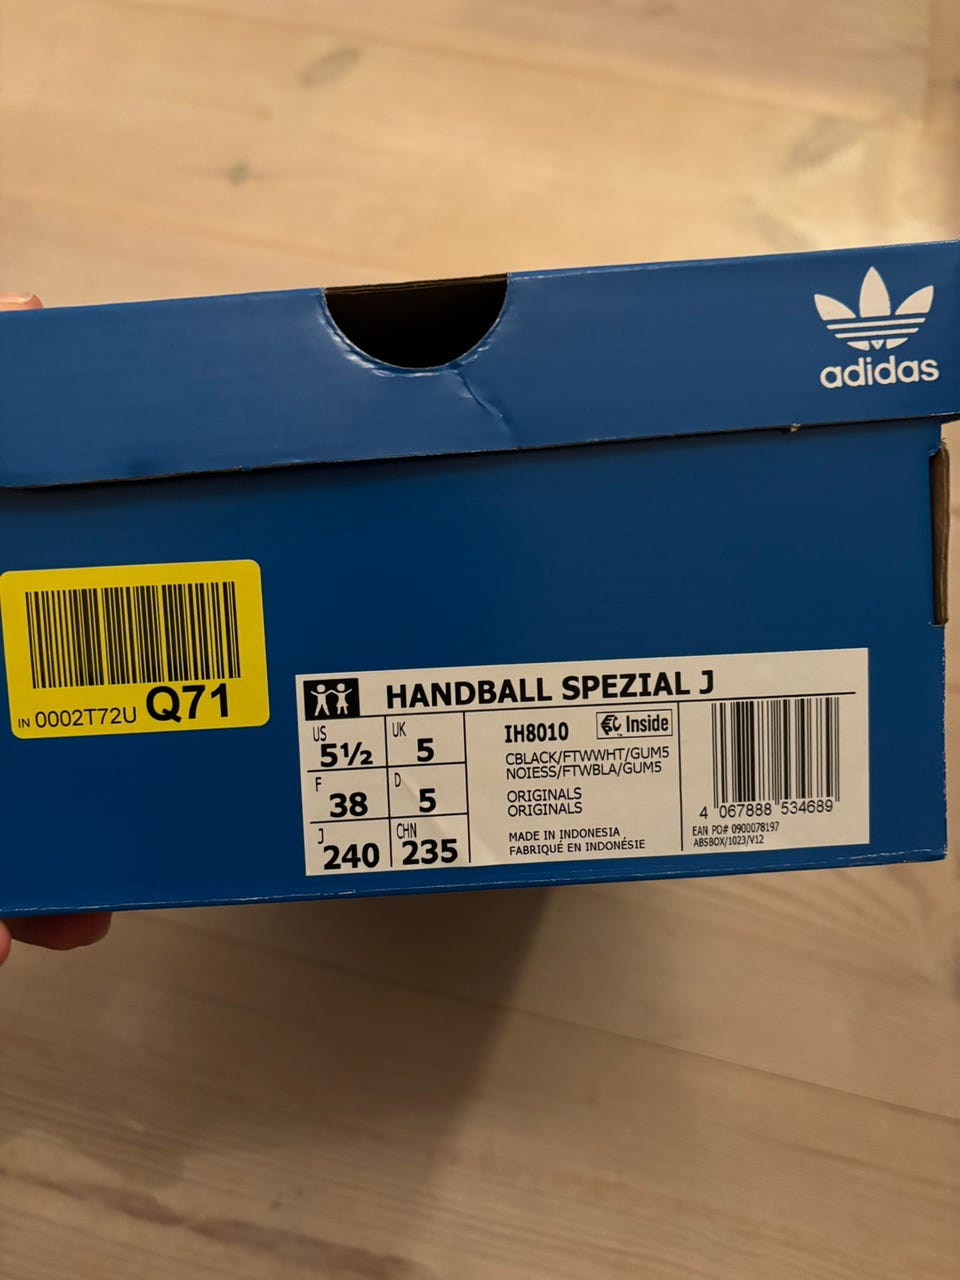 adidas
IN 0002T72U Q71
HANDBALL SPEZIAL J
US 5½ UK 5
F 38 D 5
J 240 CHN 235
IH8010 Inside
CBLACK/FTWWHT/GUM5
NOIESS/FTWBLA/GUM5
ORIGINALS
ORIGINALS
MADE IN INDONESIA
FABRIQUÉ EN INDONÉSIE
4 067888 534689
EAN PO# 0900078197
ABSBOX/1023/V12